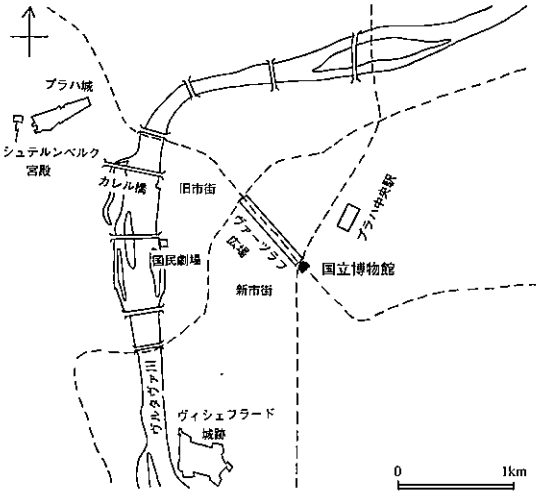 プラハ城
シュテルンベルク
宮殿
カレル橋
旧市街
プラハ中央駅
ヴァーツラフ
広場
国民劇場
国立博物館
新市街
ヴルタヴァ川
ヴィシェフラード
城跡
0
1km